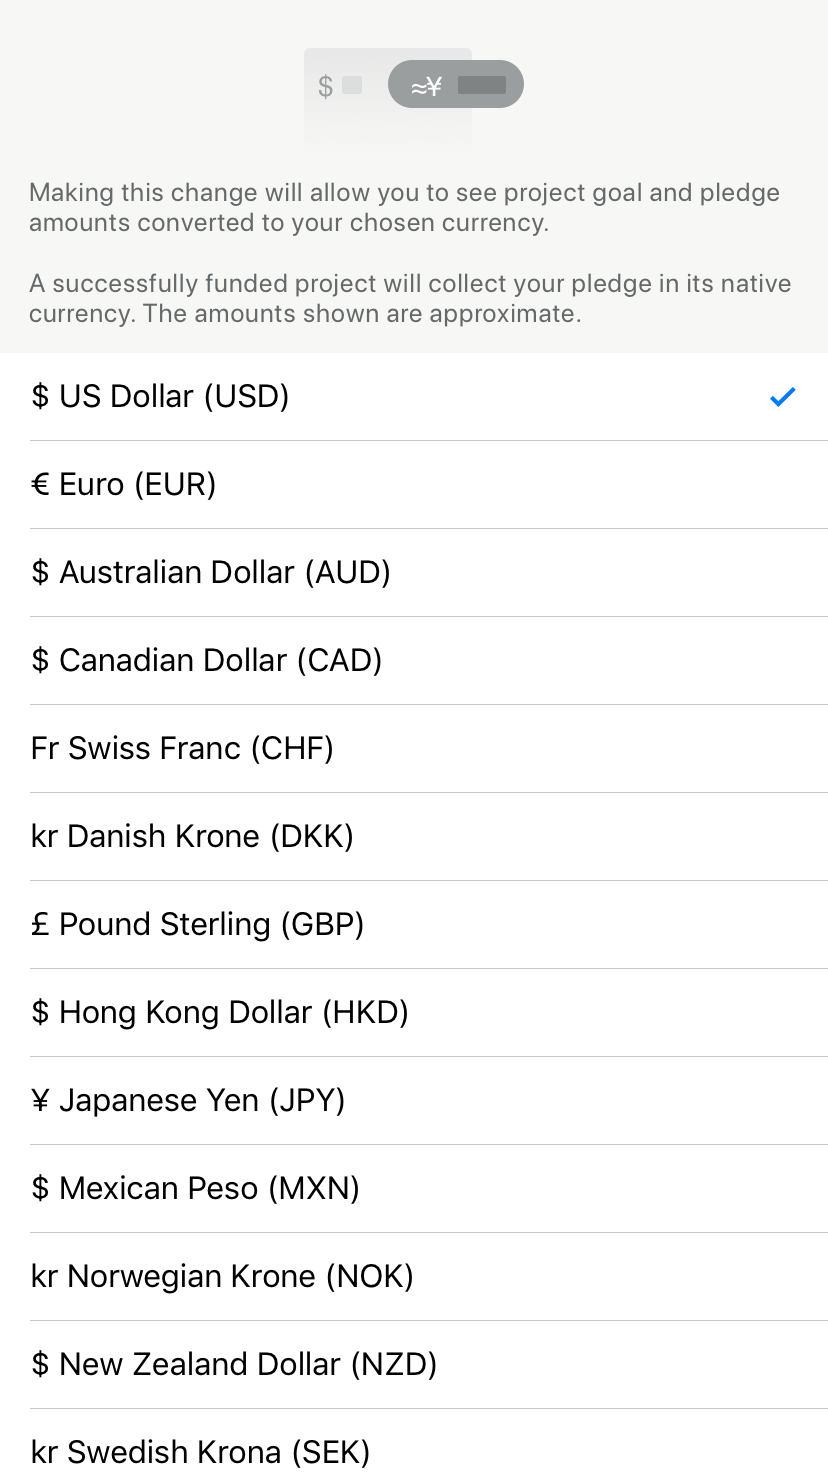 $ ≈¥
Making this change will allow you to see project goal and pledge
amounts converted to your chosen currency.
A successfully funded project will collect your pledge in its native
currency. The amounts shown are approximate.
$ US Dollar (USD)
€ Euro (EUR)
$ Australian Dollar (AUD)
$ Canadian Dollar (CAD)
Fr Swiss Franc (CHF)
kr Danish Krone (DKK)
£ Pound Sterling (GBP)
$ Hong Kong Dollar (HKD)
¥ Japanese Yen (JPY)
$ Mexican Peso (MXN)
kr Norwegian Krone (NOK)
$ New Zealand Dollar (NZD)
kr Swedish Krona (SEK)